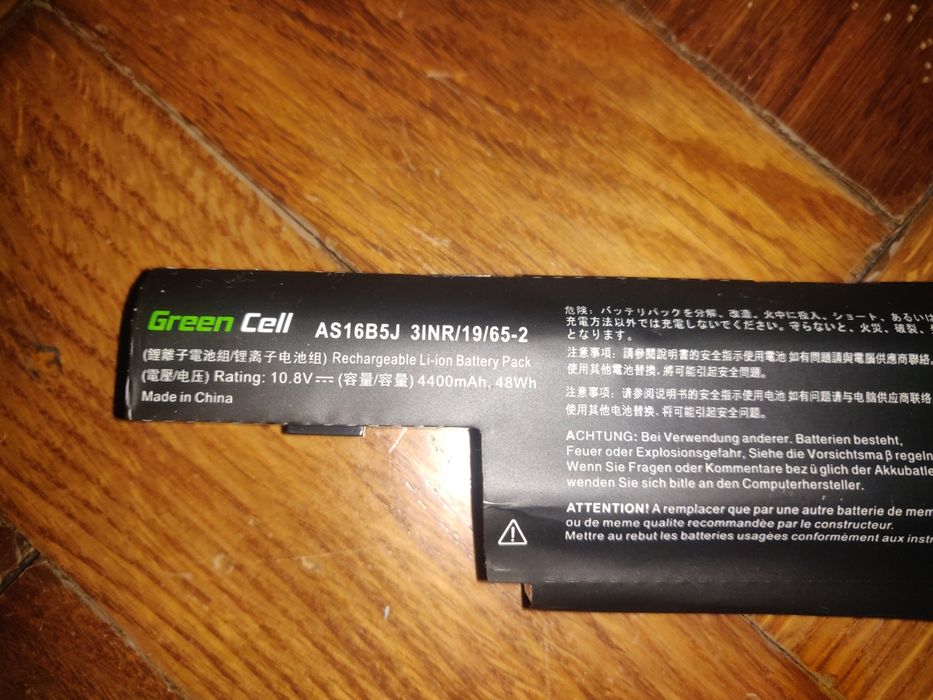 Green Cell AS16B5J 3INR/19/65-2
(鋰離子電池組/锂离子电池组) Rechargeable Li-ion Battery Pack
(電壓/电压) Rating: 10.8V⎓ (容量/容量) 4400mAh, 48Wh
Made in China
危険: バッテリパックを分解、改造、火中に投入、ショート、あるいは
充電方法以外では充電しないでください。守らないと、火災、破裂、
となります。
注意事項: 請參閱說明書的安全指示使用電池 如有問題請與電腦供應商聯絡.
使用其他電池替換. 將可能引起安全問題。
注意事项: 请参阅说明书的安全指示使用电池 如有问题请与电脑供应商联络
使用其他电池替换. 将可能引起安全问题。
ACHTUNG: Bei Verwendung anderer. Batterien besteht,
Feuer oder Explosionsgefahr, Siehe die Vorsichtsma β regeln
Wenn Sie Fragen oder Kommentare bez ü glich der Akkubatte
wenden Sie sich bitle an den Computerhersteller.
ATTENTION! A remplacer que par une autre batterie de mem
ou de meme qualite recommandèe par le constructeur.
Mettre au rebut les batteries usagèes conformèment aux instr